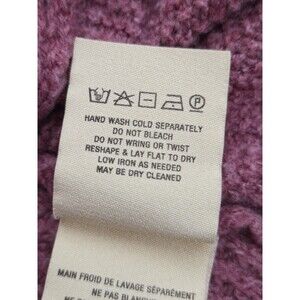 HAND WASH COLD SEPARATELY
DO NOT BLEACH
DO NOT WRING OR TWIST
RESHAPE & LAY FLAT TO DRY
LOW IRON AS NEEDED
MAY BE DRY CLEANED
MAIN FROID DE LAVAGE SÉPARÉMENT
NE PAS BLANI